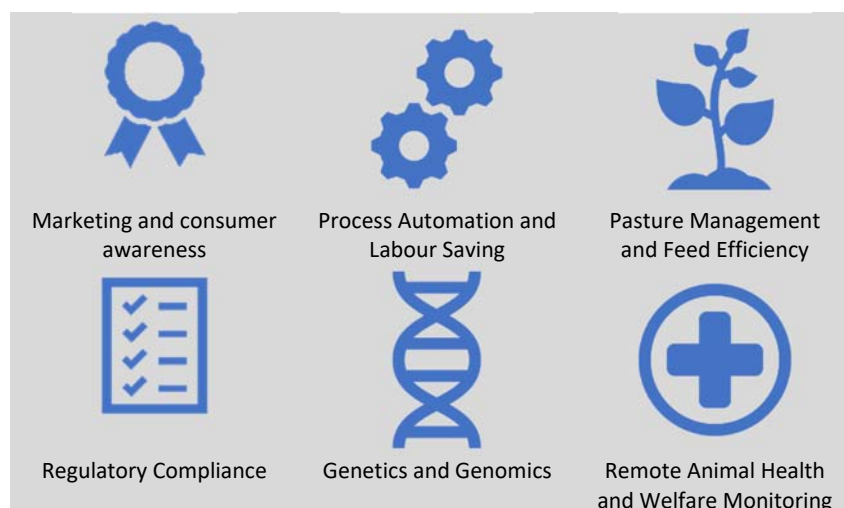 Marketing and consumer
awareness
Process Automation and
Labour Saving
Pasture Management
and Feed Efficiency
Regulatory Compliance
Genetics and Genomics
Remote Animal Health
and Welfare Monitoring